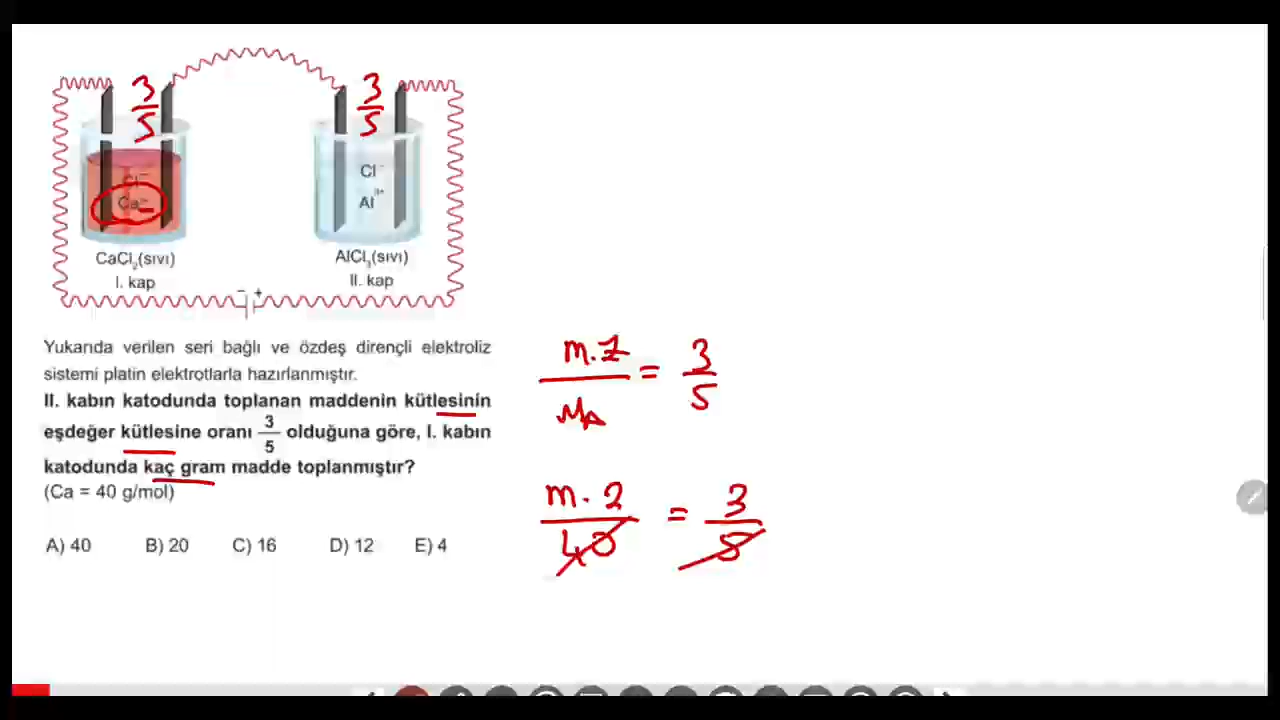 3/5
3/5
Cl⁻
Cl⁻
Al³⁺
CaCl₂(sıvı)
AlCl₃(sıvı)
I. kap
II. kap
− +
Yukarıda verilen seri bağlı ve özdeş dirençli elektroliz
sistemi platin elektrotlarla hazırlanmıştır.
II. kabın katodunda toplanan maddenin kütlesinin
eşdeğer kütlesine oranı 3/5 olduğuna göre, I. kabın
katodunda kaç gram madde toplanmıştır?
(Ca = 40 g/mol)
A) 40 B) 20 C) 16 D) 12 E) 4
m.Z/MA = 3/5
m.2/40 = 3/5